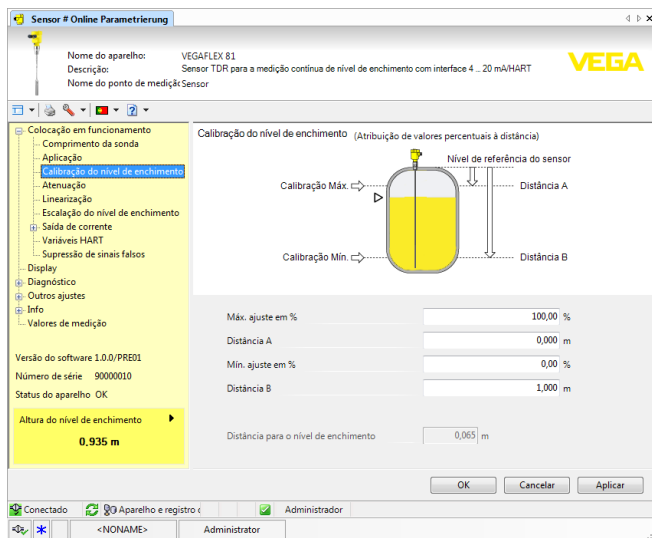 Sensor # Online Parametrierung
Nome do aparelho: VEGAFLEX 81
Descrição: Sensor TDR para a medição contínua de nível de enchimento com interface 4 .. 20 mA/HART
Nome do ponto de mediçãc Sensor
VEGA
Colocação em funcionamento
Comprimento da sonda
Aplicação
Calibração do nível de enchimento
Atenuação
Linearização
Escalação do nível de enchimento
Saída de corrente
Variáveis HART
Supressão de sinais falsos
Display
Diagnóstico
Outros ajustes
Info
Valores de medição
Versão do software 1.0.0/PRE01
Número de série 90000010
Status do aparelho OK
Altura do nível de enchimento
0,935 m
Calibração do nível de enchimento (Atribuição de valores percentuais à distância)
Nível de referência do sensor
Calibração Máx. Distância A
Calibração Mín. Distância B
Máx. ajuste em % 100,00 %
Distância A 0,000 m
Mín. ajuste em % 0,00 %
Distância B 1,000 m
Distância para o nível de enchimento 0,065 m
OK Cancelar Aplicar
Conectado Aparelho e registro Administrador
<NONAME> Administrator